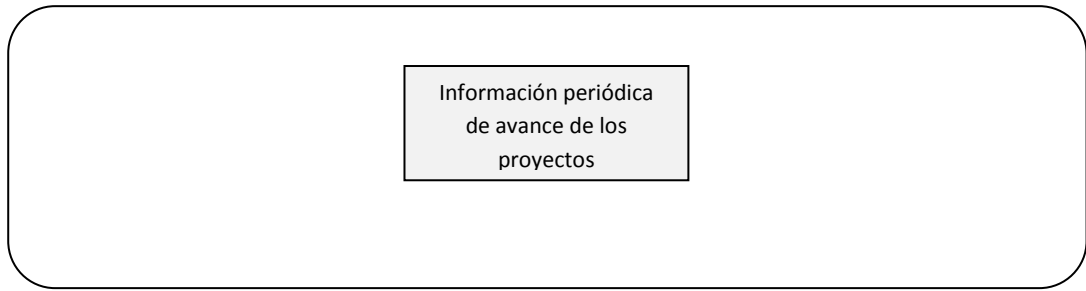 Información periódica
de avance de los
proyectos